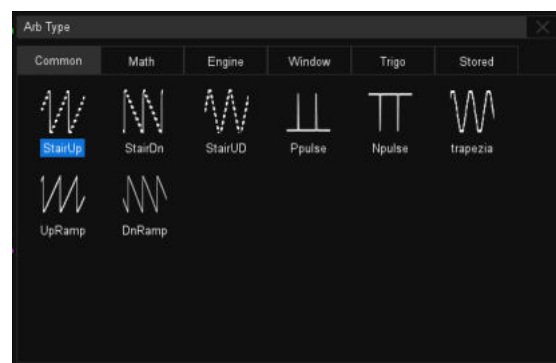 Arb Type
Common Math Engine Window Trigo Stored
StairUp StairDn StairUD Ppulse Npulse trapezia
UpRamp DnRamp